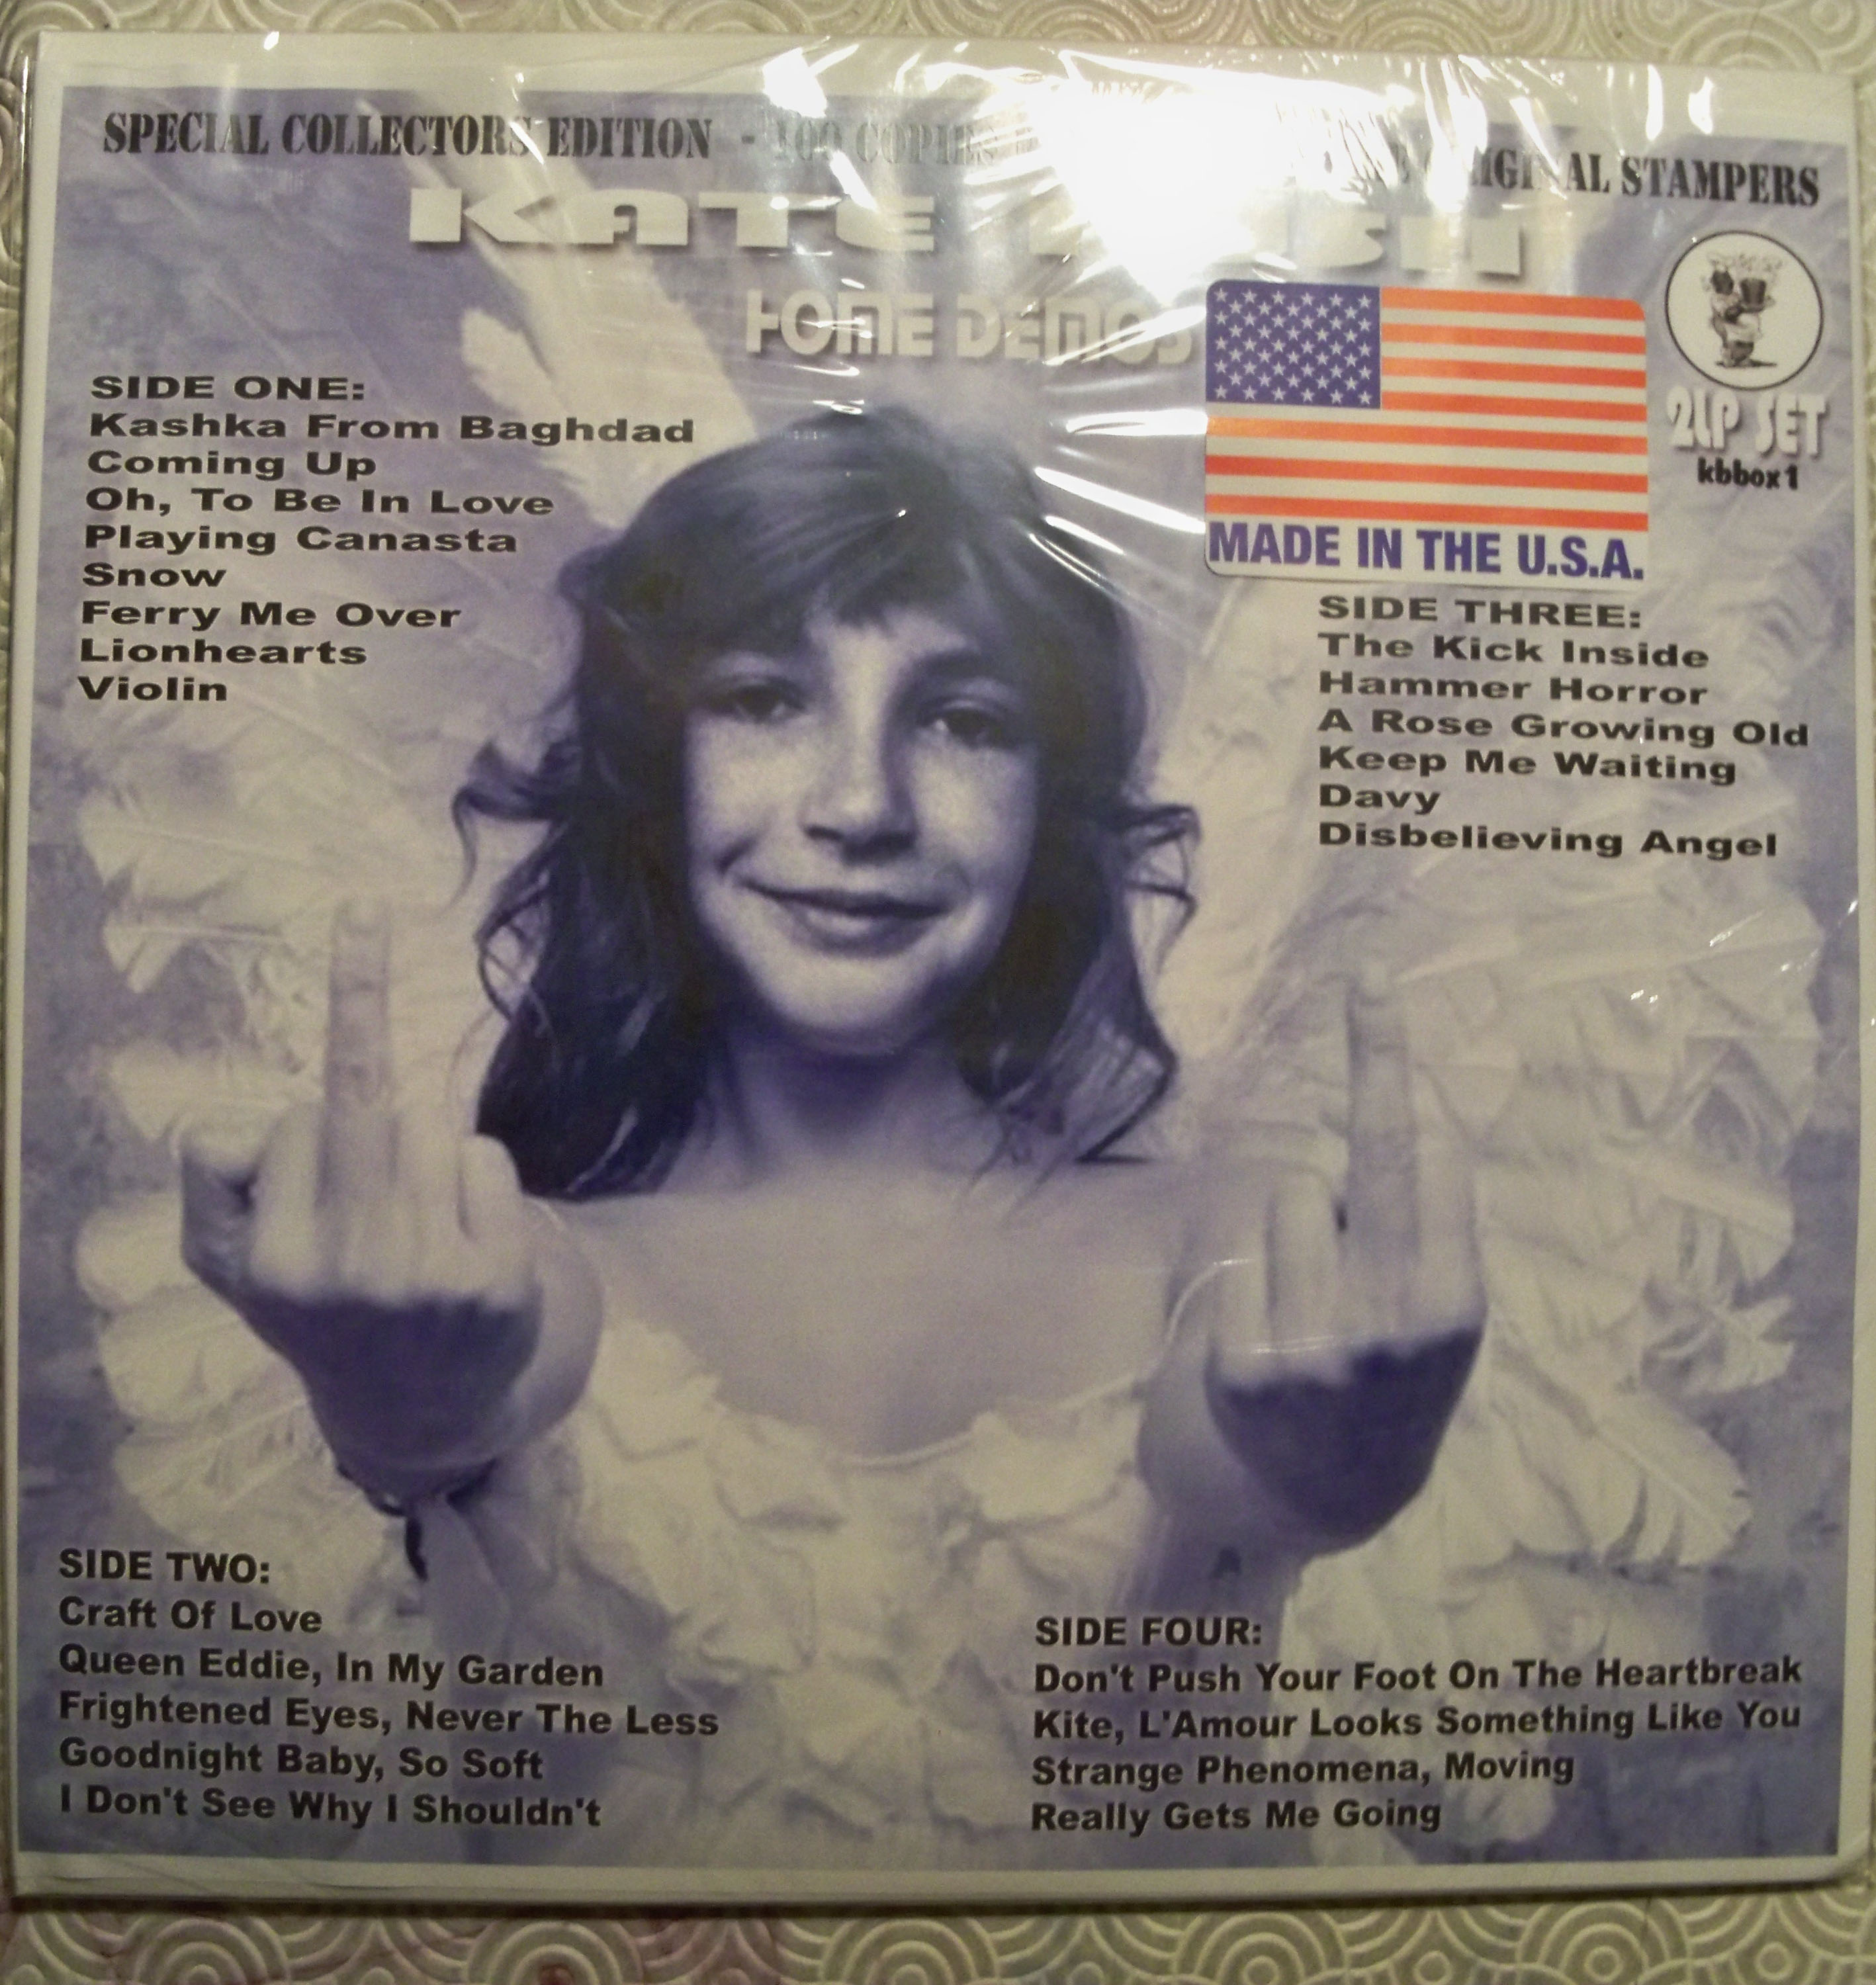 SPECIAL COLLECTORS EDITION - 100 COPIES ORIGINAL STAMPERS
KATE
HOME DEMOS
2LP SET
kbbox1
MADE IN THE U.S.A.
SIDE ONE:
Kashka From Baghdad
Coming Up
Oh, To Be In Love
Playing Canasta
Snow
Ferry Me Over
Lionhearts
Violin
SIDE THREE:
The Kick Inside
Hammer Horror
A Rose Growing Old
Keep Me Waiting
Davy
Disbelieving Angel
SIDE TWO:
Craft Of Love
Queen Eddie, In My Garden
Frightened Eyes, Never The Less
Goodnight Baby, So Soft
I Don't See Why I Shouldn't
SIDE FOUR:
Don't Push Your Foot On The Heartbreak
Kite, L'Amour Looks Something Like You
Strange Phenomena, Moving
Really Gets Me Going